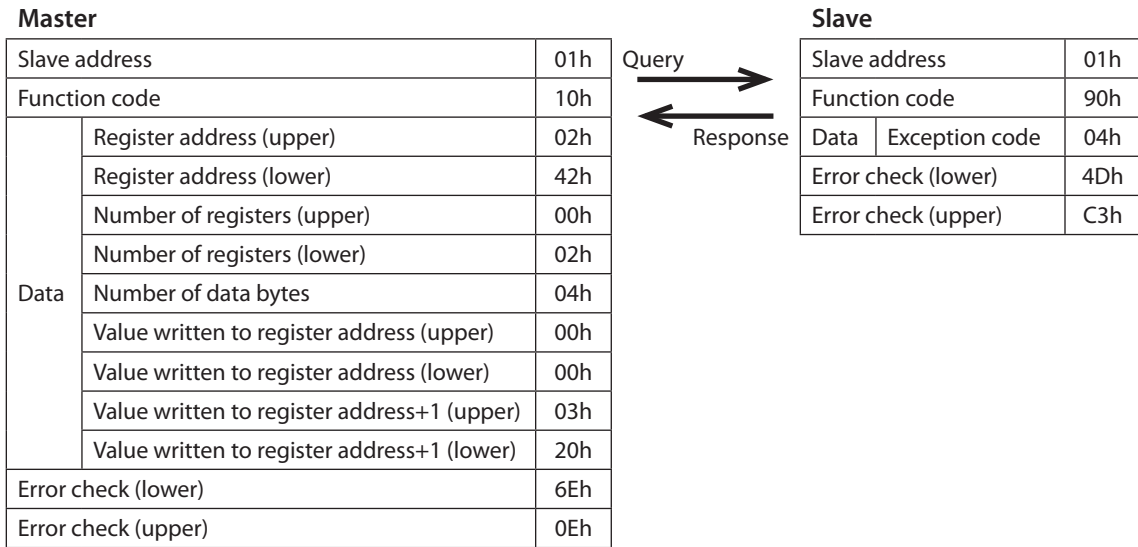 Master
Slave address 01h
Function code 10h
Data
Register address (upper) 02h
Register address (lower) 42h
Number of registers (upper) 00h
Number of registers (lower) 02h
Number of data bytes 04h
Value written to register address (upper) 00h
Value written to register address (lower) 00h
Value written to register address+1 (upper) 03h
Value written to register address+1 (lower) 20h
Error check (lower) 6Eh
Error check (upper) 0Eh
Query
Response
Slave
Slave address 01h
Function code 90h
Data Exception code 04h
Error check (lower) 4Dh
Error check (upper) C3h